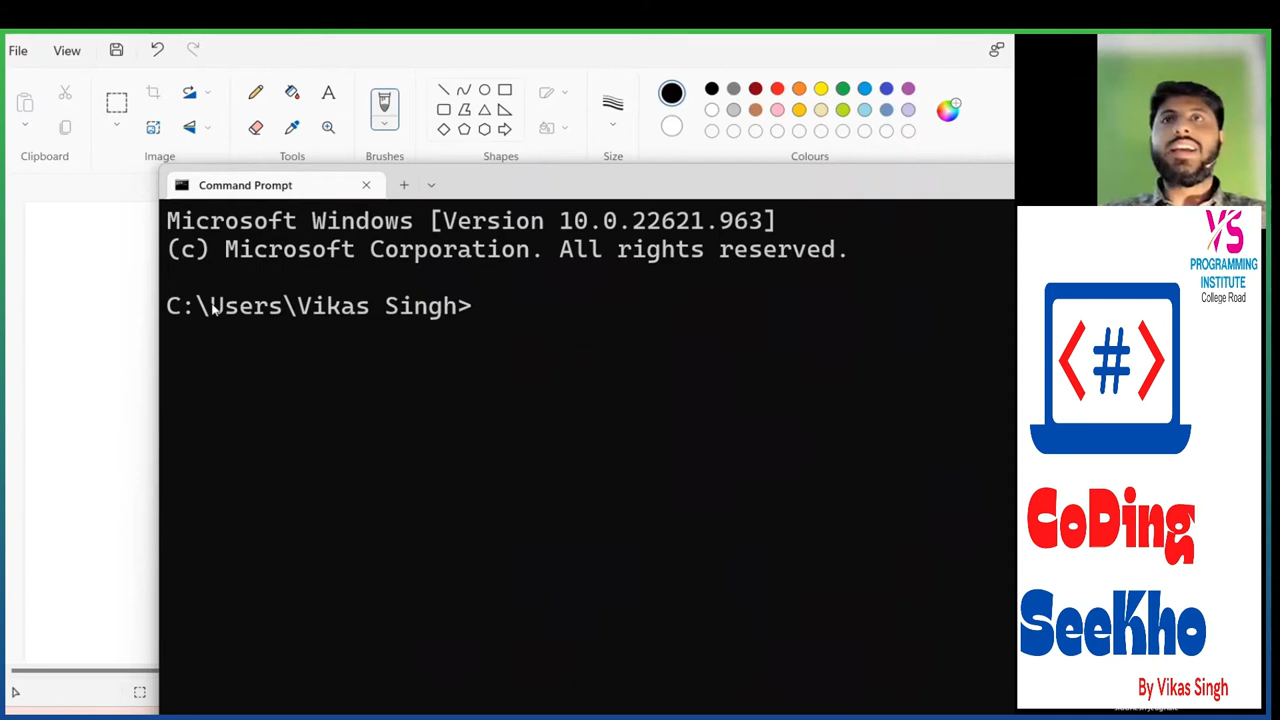 File
View
Clipboard
Image
Tools
Brushes
Shapes
Size
Colours
Command Prompt
Microsoft Windows [Version 10.0.22621.963]
(c) Microsoft Corporation. All rights reserved.
C:\Users\Vikas Singh>
VS
PROGRAMMING
INSTITUTE
College Road
<#>
CoDing
SeeKho
By Vikas Singh